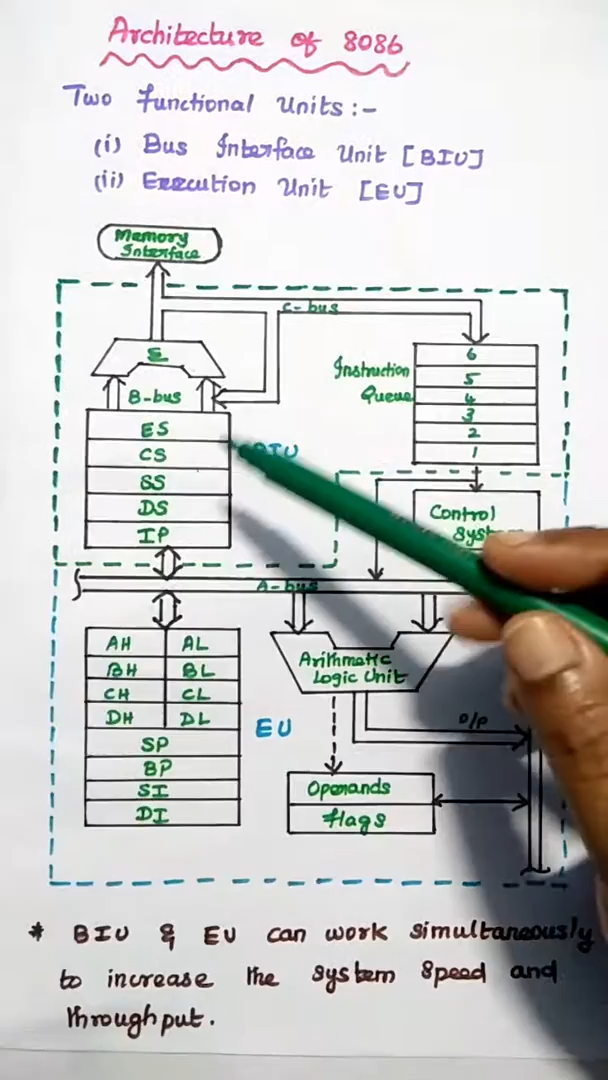 Architecture of 8086
Two Functional Units :-
(i) Bus Interface Unit [BIU]
(ii) Execution Unit [EU]
Memory
Interface
C-bus
Σ
B-bus
Instruction
Queue
6
5
4
3
2
1
ES
CS
SS
DS
IP
BIU
Control
System
A-bus
AH AL
BH BL
CH CL
DH DL
SP
BP
SI
DI
Arithmetic
Logic Unit
EU
O/P
Operands
flags
* BIU & EU can work simultaneously
to increase the system speed and
throughput.